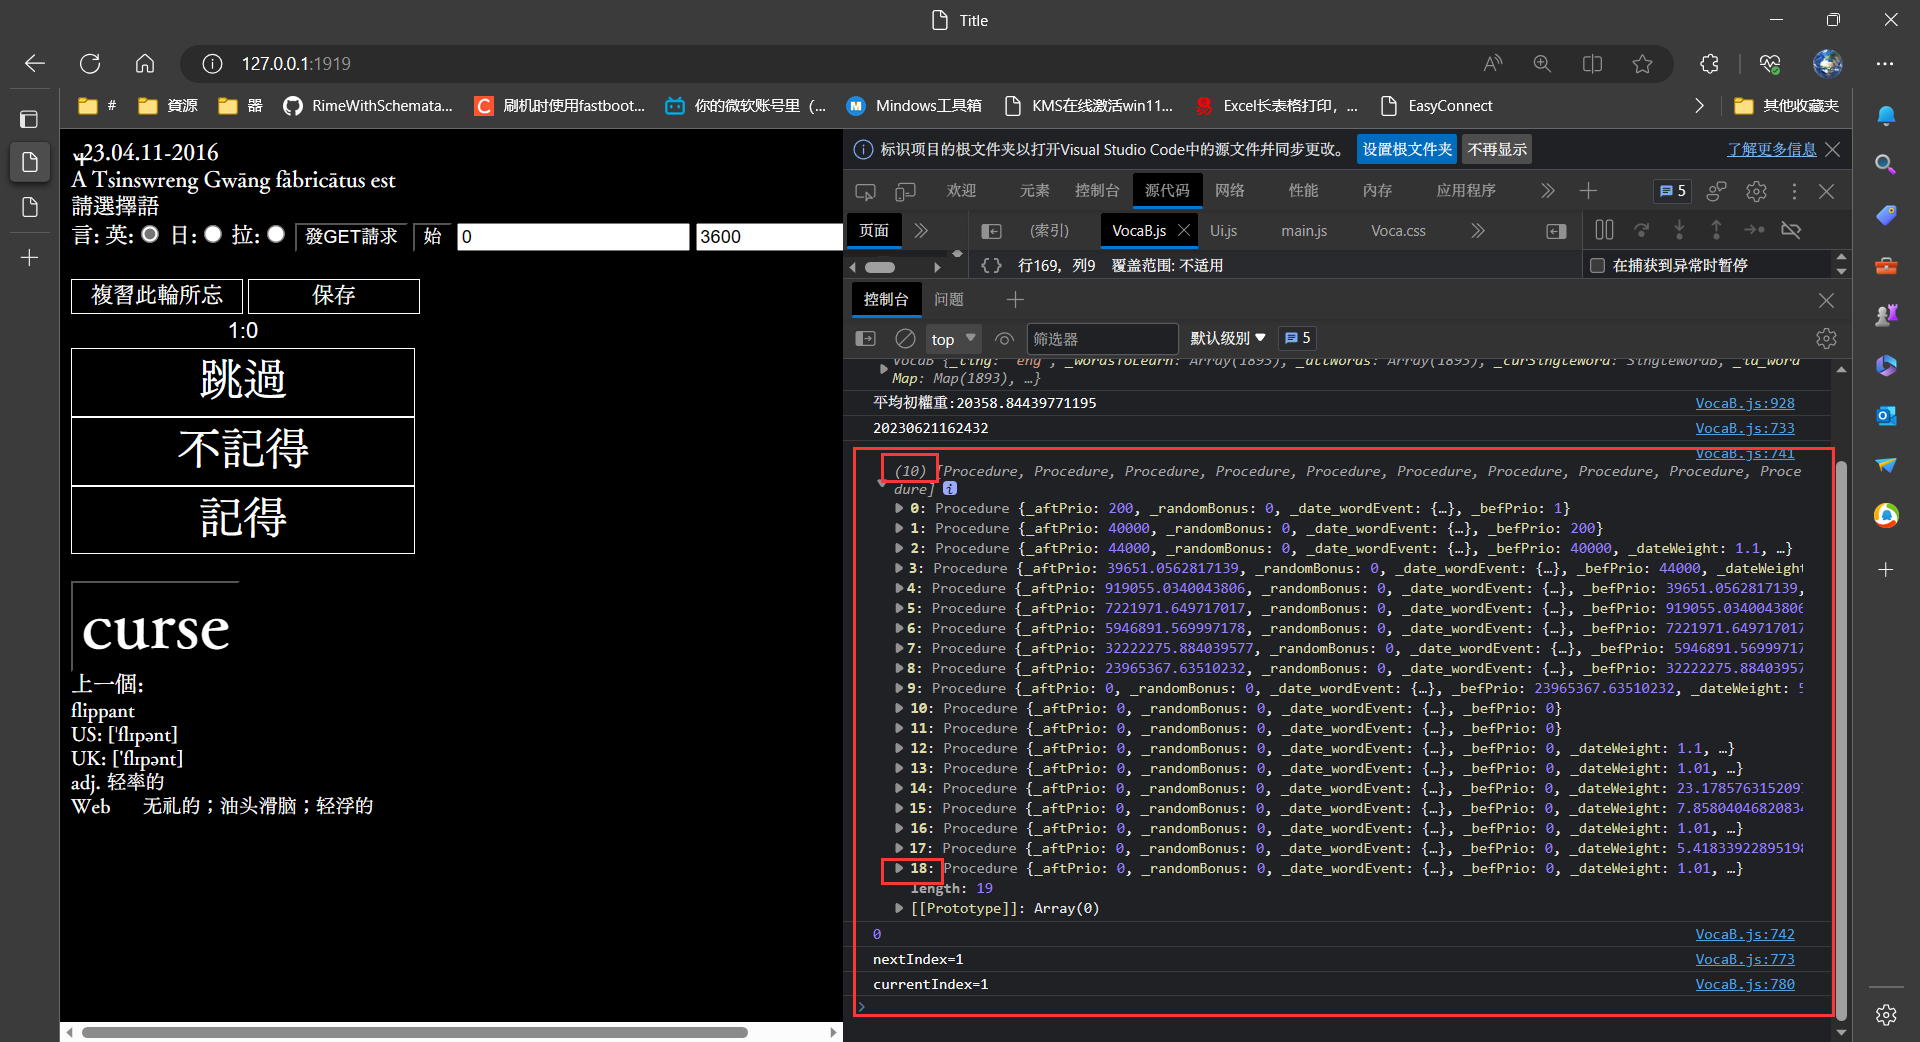 Title
127.0.0.1:1919
# 資源 器 RimeWithSchemata... 刷机时使用fastboot... 你的微软账号里（... Mindows工具箱 KMS在线激活win11... Excel长表格打印，... EasyConnect 其他收藏夹
23.04.11-2016
A Tsinswreng Gwāng fābricātus est
請選擇語
言: 英: 日: 拉: 發GET請求 始 0 3600
複習此輪所忘 保存
1:0
跳過
不記得
記得
curse
上一個:
flippant
US: ['flɪpənt]
UK: ['flɪpənt]
adj. 轻率的
Web 无礼的；油头滑脑；轻浮的
标识项目的根文件夹以打开Visual Studio Code中的源文件并同步更改。 设置根文件夹 不再显示 了解更多信息
欢迎 元素 控制台 源代码 网络 性能 内存 应用程序 5
页面 (索引) VocaB.js Ui.js main.js Voca.css
{} 行169，列9 覆盖范围: 不适用 在捕获到异常时暂停
控制台 问题
top 筛选器 默认级别 5
VocaB {_ling: "eng", _wordsToLearn: Array(1893), _allWords: Array(1893), _curSingleWord: SingleWordB, _id_word
Map: Map(1893), …}
平均初權重:20358.84439771195 VocaB.js:928
20230621162432 VocaB.js:733
VocaB.js:741
(10) [Procedure, Procedure, Procedure, Procedure, Procedure, Procedure, Procedure, Procedure, Procedure, Proce
dure]
0: Procedure {_aftPrio: 200, _randomBonus: 0, _date_wordEvent: {…}, _befPrio: 1}
1: Procedure {_aftPrio: 40000, _randomBonus: 0, _date_wordEvent: {…}, _befPrio: 200}
2: Procedure {_aftPrio: 44000, _randomBonus: 0, _date_wordEvent: {…}, _befPrio: 40000, _dateWeight: 1.1, …}
3: Procedure {_aftPrio: 39651.0562817139, _randomBonus: 0, _date_wordEvent: {…}, _befPrio: 44000, _dateWeight
4: Procedure {_aftPrio: 919055.0340043806, _randomBonus: 0, _date_wordEvent: {…}, _befPrio: 39651.0562817139,
5: Procedure {_aftPrio: 7221971.649717017, _randomBonus: 0, _date_wordEvent: {…}, _befPrio: 919055.0340043806
6: Procedure {_aftPrio: 5946891.569997178, _randomBonus: 0, _date_wordEvent: {…}, _befPrio: 7221971.649717017
7: Procedure {_aftPrio: 32222275.884039577, _randomBonus: 0, _date_wordEvent: {…}, _befPrio: 5946891.56999717
8: Procedure {_aftPrio: 23965367.63510232, _randomBonus: 0, _date_wordEvent: {…}, _befPrio: 32222275.88403957
9: Procedure {_aftPrio: 0, _randomBonus: 0, _date_wordEvent: {…}, _befPrio: 23965367.63510232, _dateWeight: 5
10: Procedure {_aftPrio: 0, _randomBonus: 0, _date_wordEvent: {…}, _befPrio: 0}
11: Procedure {_aftPrio: 0, _randomBonus: 0, _date_wordEvent: {…}, _befPrio: 0}
12: Procedure {_aftPrio: 0, _randomBonus: 0, _date_wordEvent: {…}, _befPrio: 0, _dateWeight: 1.1, …}
13: Procedure {_aftPrio: 0, _randomBonus: 0, _date_wordEvent: {…}, _befPrio: 0, _dateWeight: 1.01, …}
14: Procedure {_aftPrio: 0, _randomBonus: 0, _date_wordEvent: {…}, _befPrio: 0, _dateWeight: 23.178576315209
15: Procedure {_aftPrio: 0, _randomBonus: 0, _date_wordEvent: {…}, _befPrio: 0, _dateWeight: 7.8580404682083
16: Procedure {_aftPrio: 0, _randomBonus: 0, _date_wordEvent: {…}, _befPrio: 0, _dateWeight: 1.01, …}
17: Procedure {_aftPrio: 0, _randomBonus: 0, _date_wordEvent: {…}, _befPrio: 0, _dateWeight: 5.4183392289519
18: Procedure {_aftPrio: 0, _randomBonus: 0, _date_wordEvent: {…}, _befPrio: 0, _dateWeight: 1.01, …}
length: 19
[[Prototype]]: Array(0)
0 VocaB.js:742
nextIndex=1 VocaB.js:773
currentIndex=1 VocaB.js:780